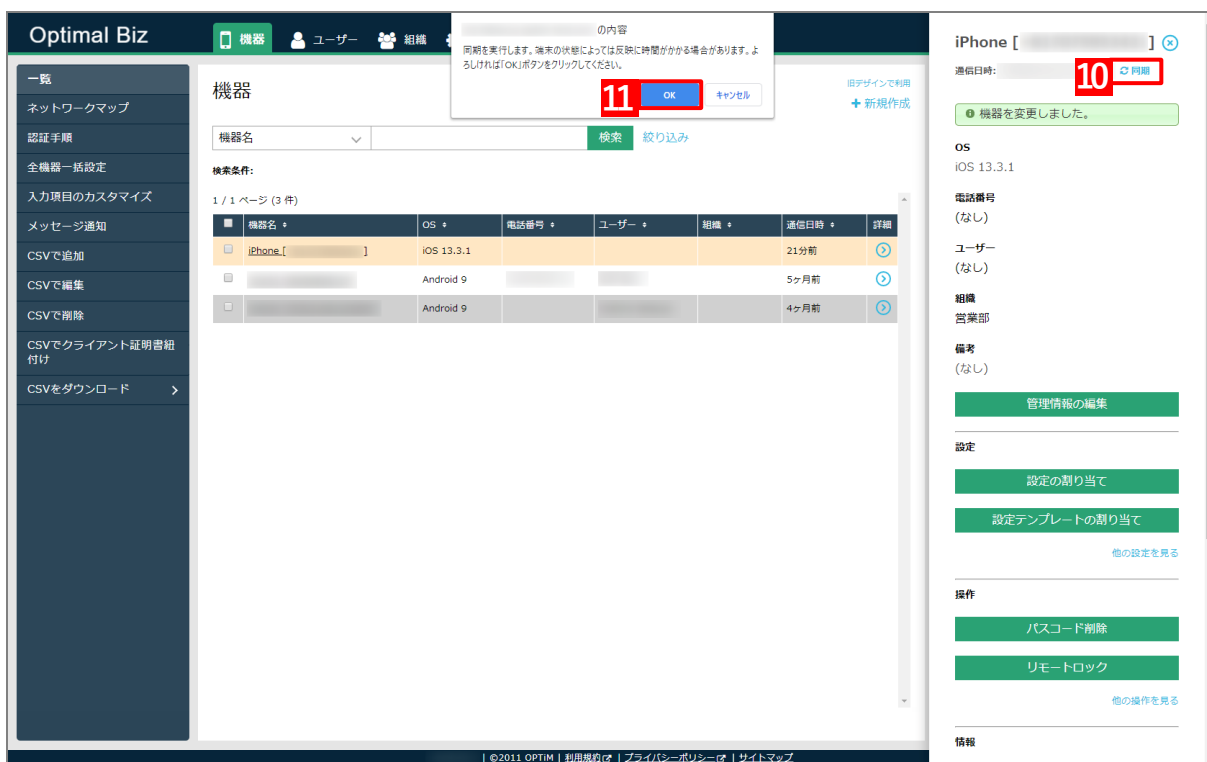 Optimal Biz
機器
ユーザー
組織
の内容
同期を実行します。端末の状態によっては反映に時間がかかる場合があります。よ
ろしければ「OK」ボタンをクリックしてください。
11
OK
キャンセル
一覧
ネットワークマップ
認証手順
全機器一括設定
入力項目のカスタマイズ
メッセージ通知
CSVで追加
CSVで編集
CSVで削除
CSVでクライアント証明書紐
付け
CSVをダウンロード
機器
旧デザインで利用
新規作成
機器名
検索
絞り込み
検索条件:
1 / 1 ページ (3 件)
機器名 OS 電話番号 ユーザー 組織 通信日時 詳細
iPhone [ ] iOS 13.3.1 21分前
Android 9 5ヶ月前
Android 9 4ヶ月前
iPhone [ ]
通信日時:
10
同期
機器を変更しました。
OS
iOS 13.3.1
電話番号
(なし)
ユーザー
(なし)
組織
営業部
備考
(なし)
管理情報の編集
設定
設定の割り当て
設定テンプレートの割り当て
他の設定を見る
操作
パスコード削除
リモートロック
他の操作を見る
情報
| ©2011 OPTiM | 利用規約 | プライバシーポリシー | サイトマップ